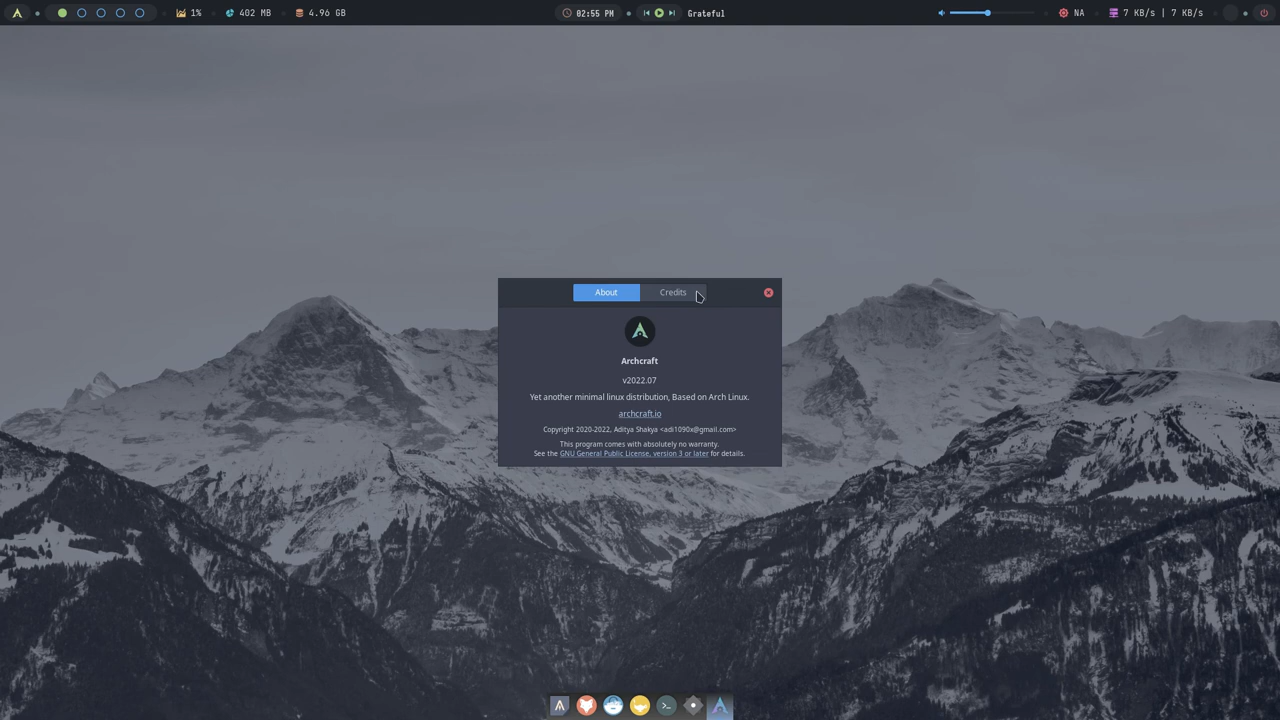 1% 402 MB 4.96 GB 02:55 PM Grateful NA 7 KB/s | 7 KB/s
About Credits
Archcraft
v2022.07
Yet another minimal linux distribution, Based on Arch Linux.
archcraft.io
Copyright 2020-2022, Aditya Shakya <adi1090x@gmail.com>
This program comes with absolutely no warranty.
See the GNU General Public License, version 3 or later for details.